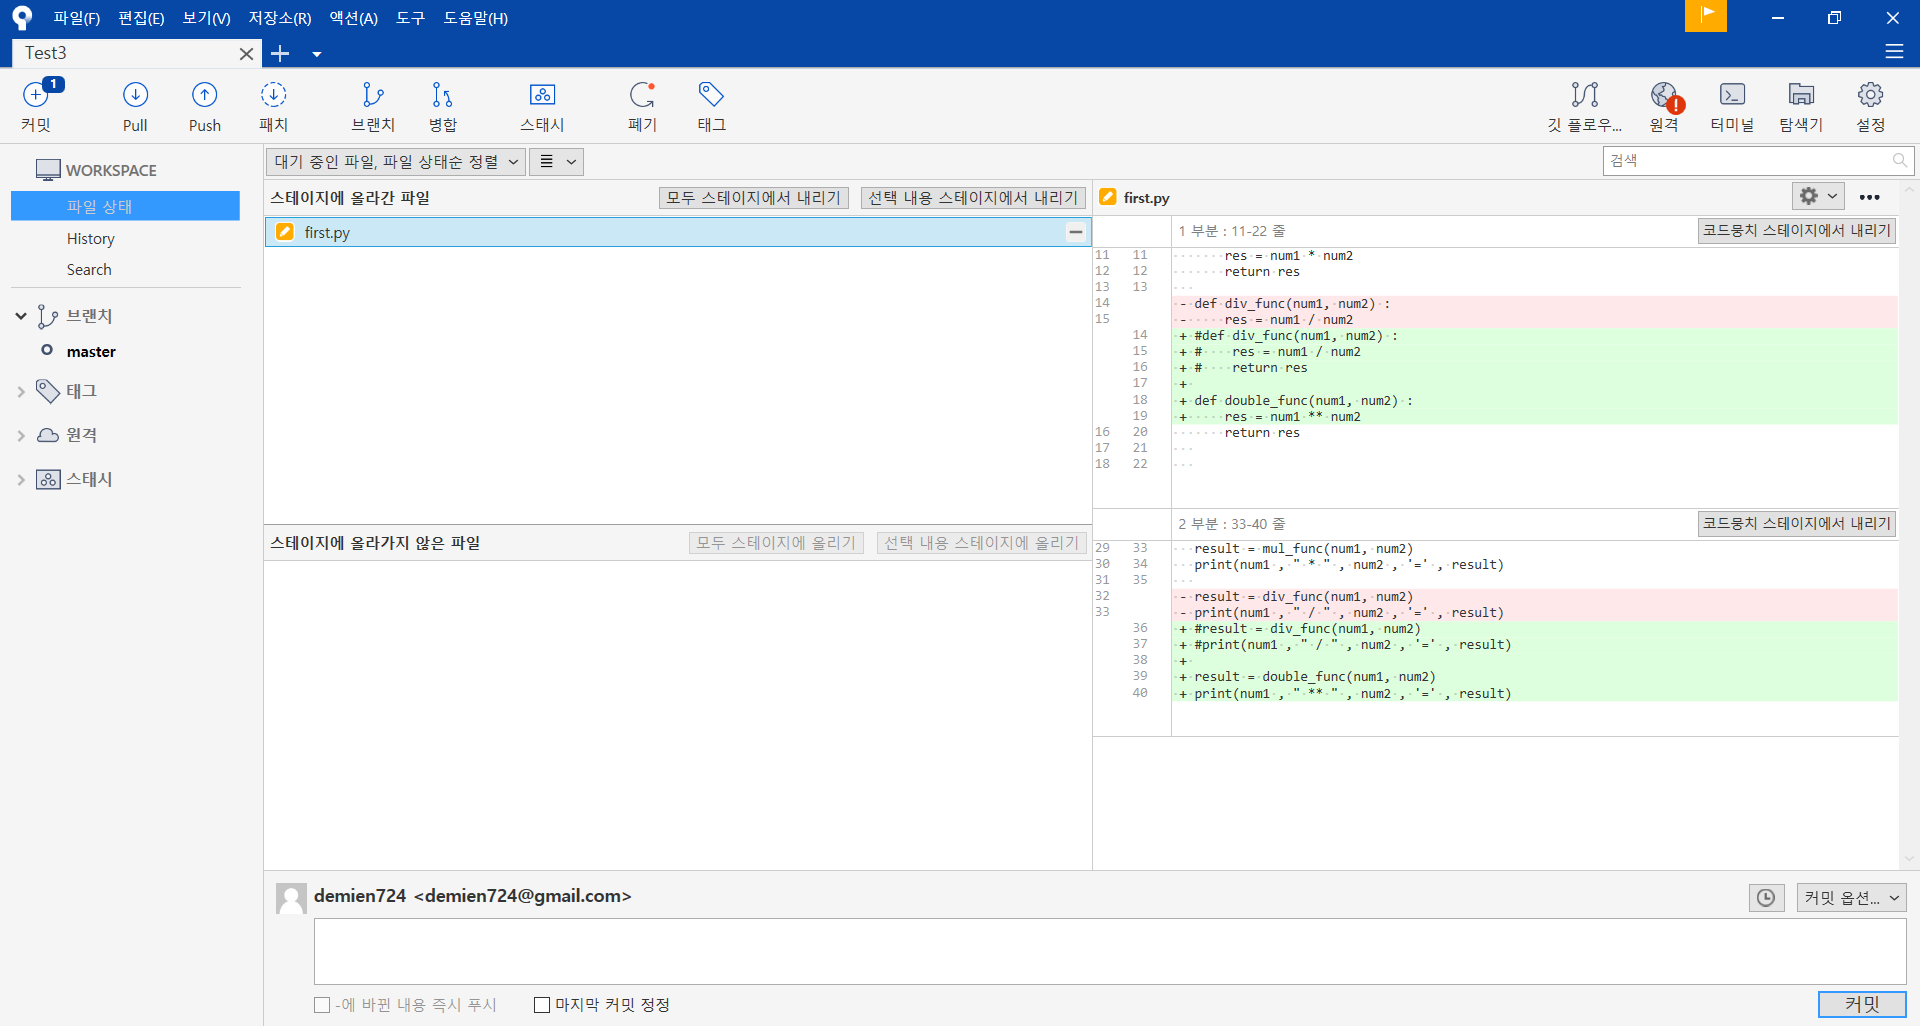 파일(F) 편집(E) 보기(V) 저장소(R) 액션(A) 도구 도움말(H)
Test3
1
커밋 Pull Push 패치 브랜치 병합 스태시 폐기 태그 깃 플로우... 원격 터미널 탐색기 설정
WORKSPACE
파일 상태
History
Search
브랜치
master
태그
원격
스태시
대기 중인 파일, 파일 상태순 정렬
검색
스테이지에 올라간 파일 모두 스테이지에서 내리기 선택 내용 스테이지에서 내리기
first.py
스테이지에 올라가지 않은 파일 모두 스테이지에 올리기 선택 내용 스테이지에 올리기
first.py
1 부분 : 11-22 줄 코드뭉치 스테이지에서 내리기
11 11 res = num1 * num2
12 12 return res
13 13
14 - def div_func(num1, num2) :
15 - res = num1 / num2
14 + #def div_func(num1, num2) :
15 + # res = num1 / num2
16 + # return res
17 +
18 + def double_func(num1, num2) :
19 + res = num1 ** num2
16 20 return res
17 21
18 22
2 부분 : 33-40 줄 코드뭉치 스테이지에서 내리기
29 33 result = mul_func(num1, num2)
30 34 print(num1 , " * " , num2 , '=' , result)
31 35
32 - result = div_func(num1, num2)
33 - print(num1 , " / " , num2 , '=' , result)
36 + #result = div_func(num1, num2)
37 + #print(num1 , " / " , num2 , '=' , result)
38 +
39 + result = double_func(num1, num2)
40 + print(num1 , " ** " , num2 , '=' , result)
demien724 <demien724@gmail.com>
커밋 옵션...
-에 바뀐 내용 즉시 푸시 마지막 커밋 정정
커밋